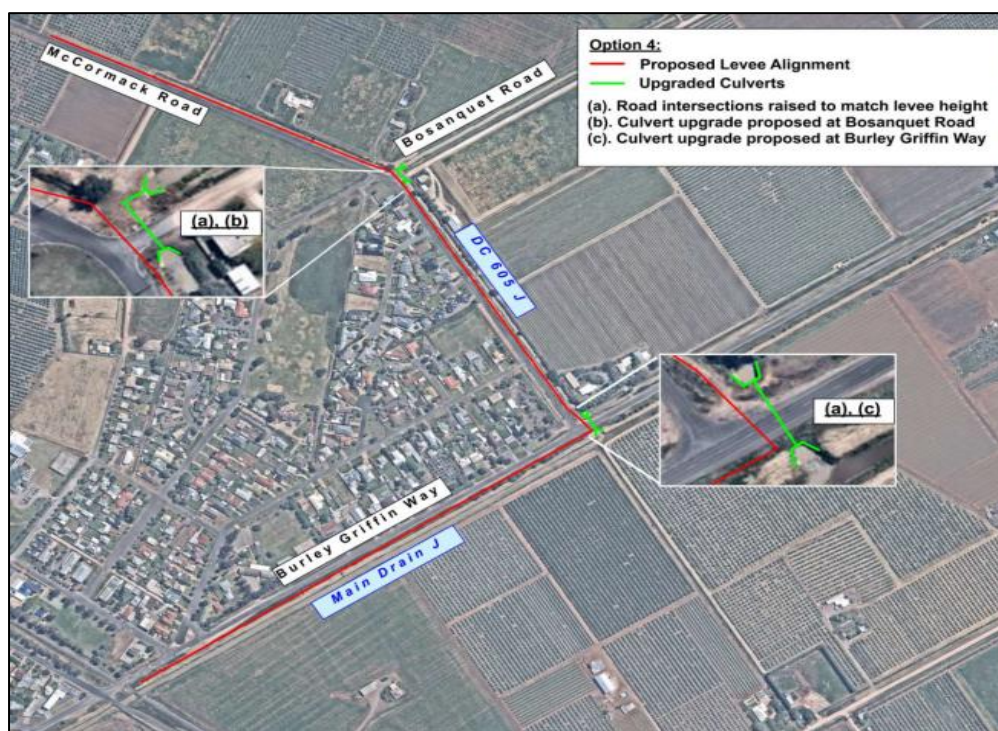 Option 4:
Proposed Levee Alignment
Upgraded Culverts
(a). Road intersections raised to match levee height
(b). Culvert upgrade proposed at Bosanquet Road
(c). Culvert upgrade proposed at Burley Griffin Way
McCormack Road
Bosanquet Road
(a), (b)
DC 605 J
(a), (c)
Burley Griffin Way
Main Drain J